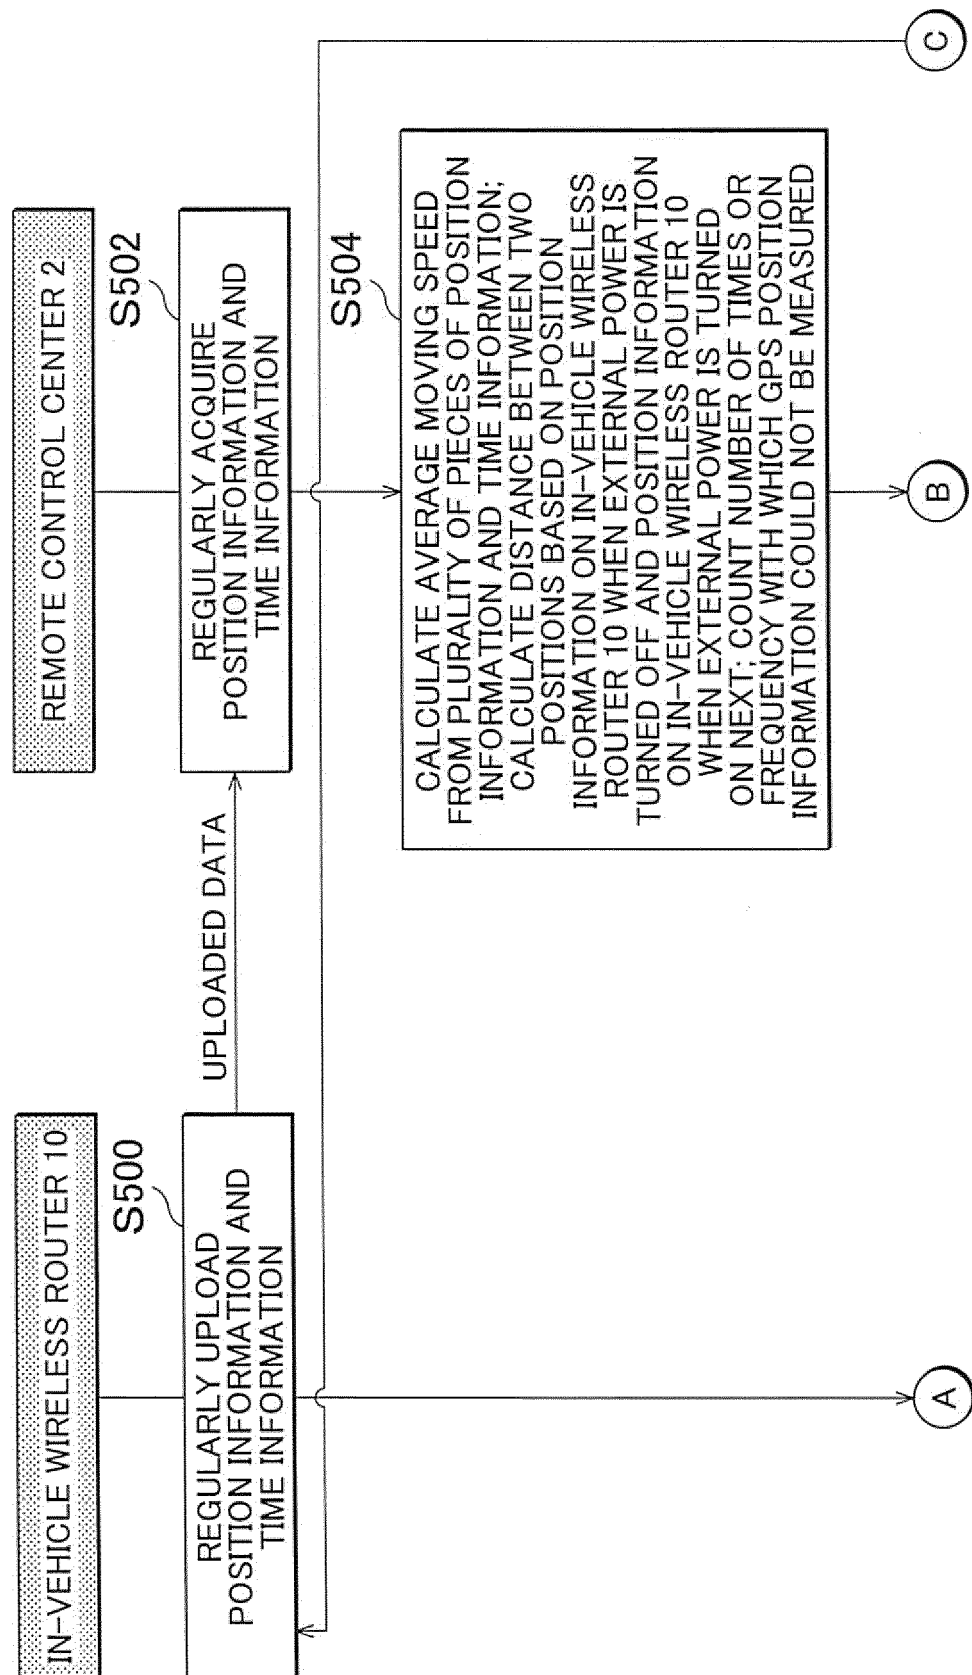 IN-VEHICLE WIRELESS ROUTER 10
REMOTE CONTROL CENTER 2
S500
REGULARLY UPLOAD
POSITION INFORMATION AND
TIME INFORMATION
UPLOADED DATA
S502
REGULARLY ACQUIRE
POSITION INFORMATION AND
TIME INFORMATION
S504
CALCULATE AVERAGE MOVING SPEED
FROM PLURALITY OF PIECES OF POSITION
INFORMATION AND TIME INFORMATION;
CALCULATE DISTANCE BETWEEN TWO
POSITIONS BASED ON POSITION
INFORMATION ON IN-VEHICLE WIRELESS
ROUTER 10 WHEN EXTERNAL POWER IS
TURNED OFF AND POSITION INFORMATION
ON IN-VEHICLE WIRELESS ROUTER 10
WHEN EXTERNAL POWER IS TURNED
ON NEXT; COUNT NUMBER OF TIMES OR
FREQUENCY WITH WHICH GPS POSITION
INFORMATION COULD NOT BE MEASURED
A
B
C